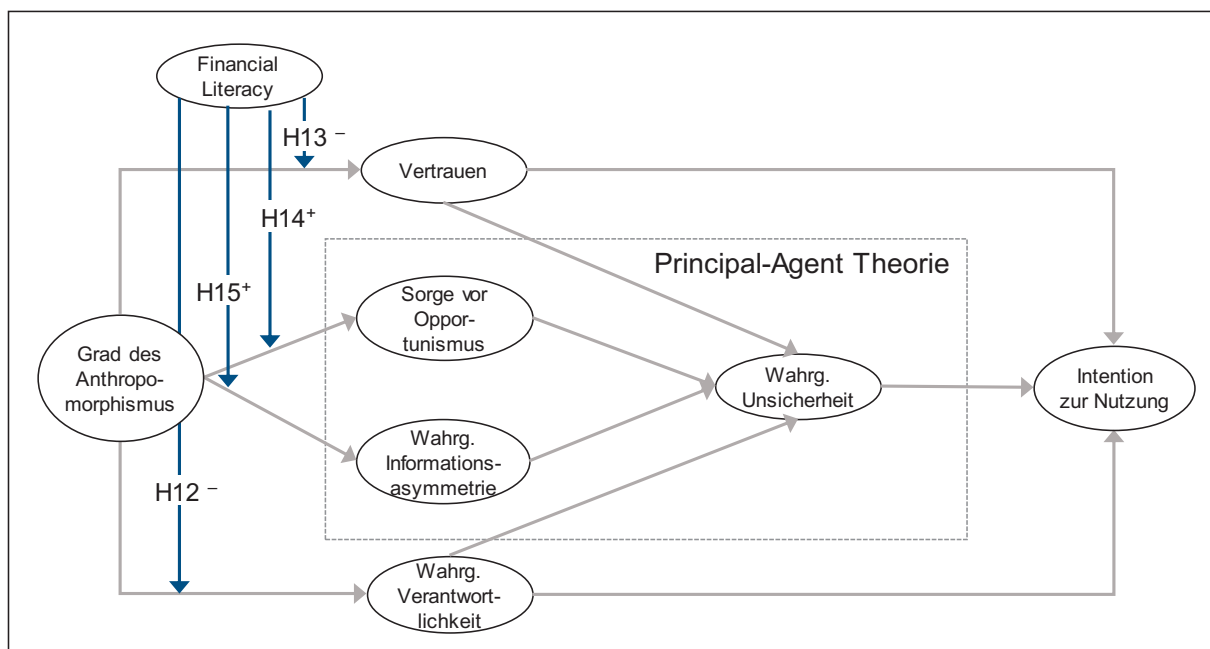 Financial
Literacy
H13 –
Vertrauen
H14+
Principal-Agent Theorie
H15+
Sorge vor
Oppor-
tunismus
Grad des
Anthropo-
morphismus
Wahrg.
Unsicherheit
Intention
zur Nutzung
Wahrg.
Informations-
asymmetrie
H12 –
Wahrg.
Verantwort-
lichkeit